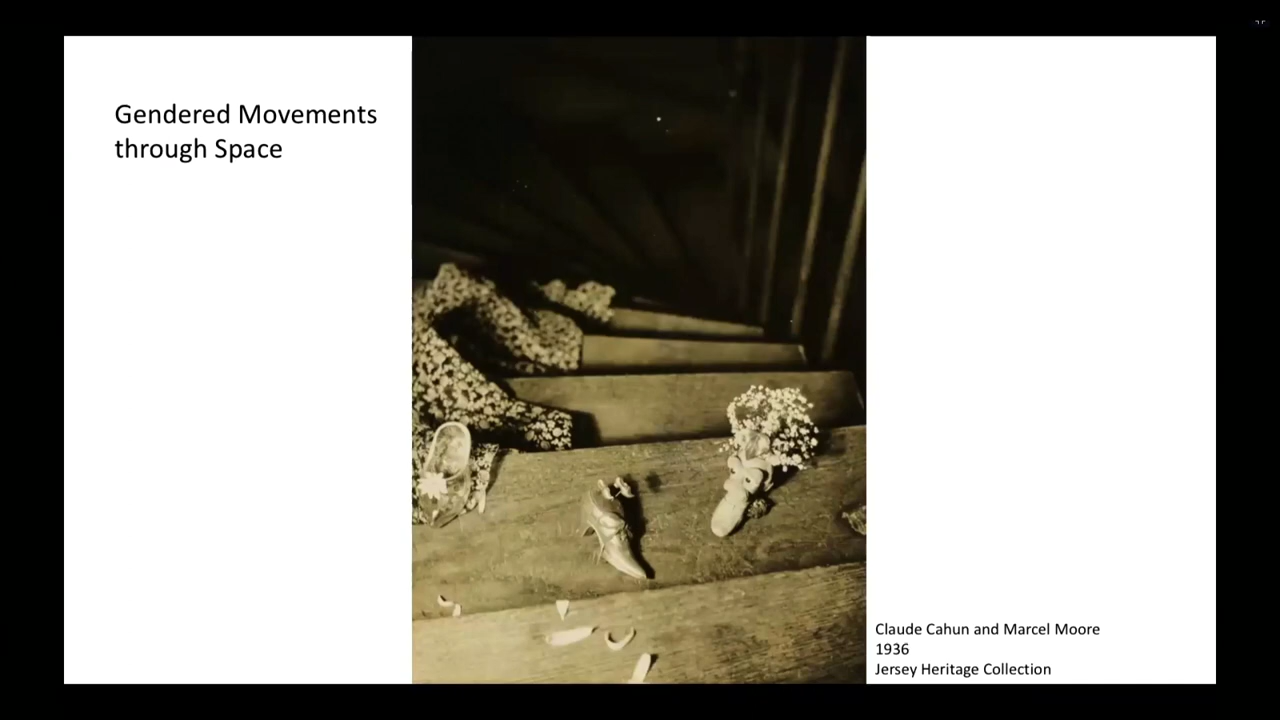 Gendered Movements
through Space
Claude Cahun and Marcel Moore
1936
Jersey Heritage Collection